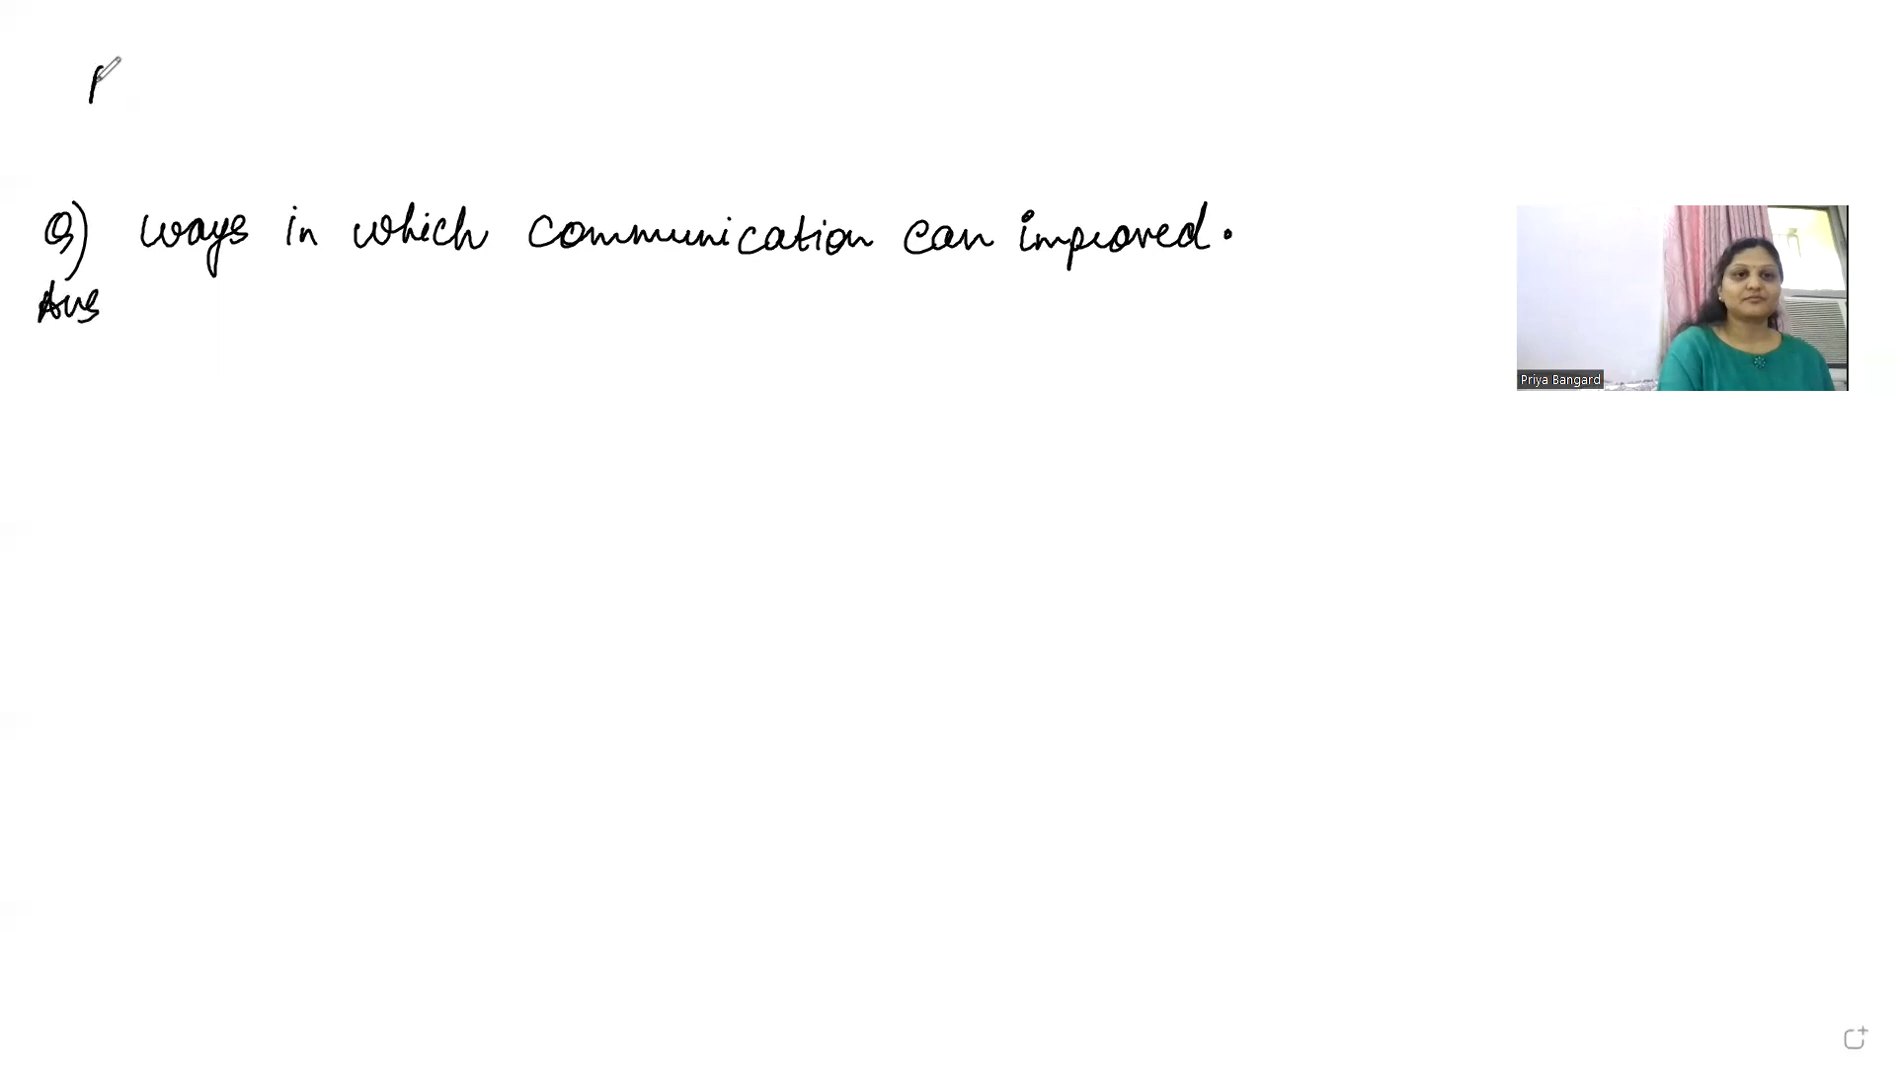 Q) ways in which communication can improved.
Ans
Priya Bangard